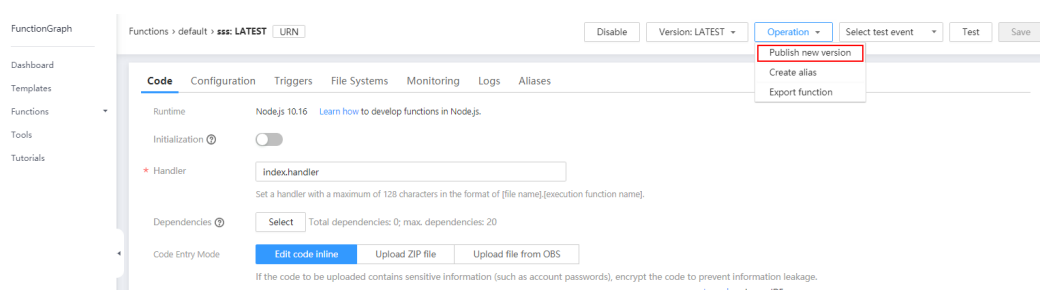 FunctionGraph
Functions › default › sss: LATEST URN
Disable
Version: LATEST
Operation
Select test event
Test
Save
Publish new version
Create alias
Export function
Dashboard
Templates
Functions
Tools
Tutorials
Code Configuration Triggers File Systems Monitoring Logs Aliases
Runtime Node.js 10.16 Learn how to develop functions in Node.js.
Initialization ?
* Handler index.handler
Set a handler with a maximum of 128 characters in the format of [file name].[execution function name].
Dependencies ? Select Total dependencies: 0; max. dependencies: 20
Code Entry Mode Edit code inline Upload ZIP file Upload file from OBS
If the code to be uploaded contains sensitive information (such as account passwords), encrypt the code to prevent information leakage.